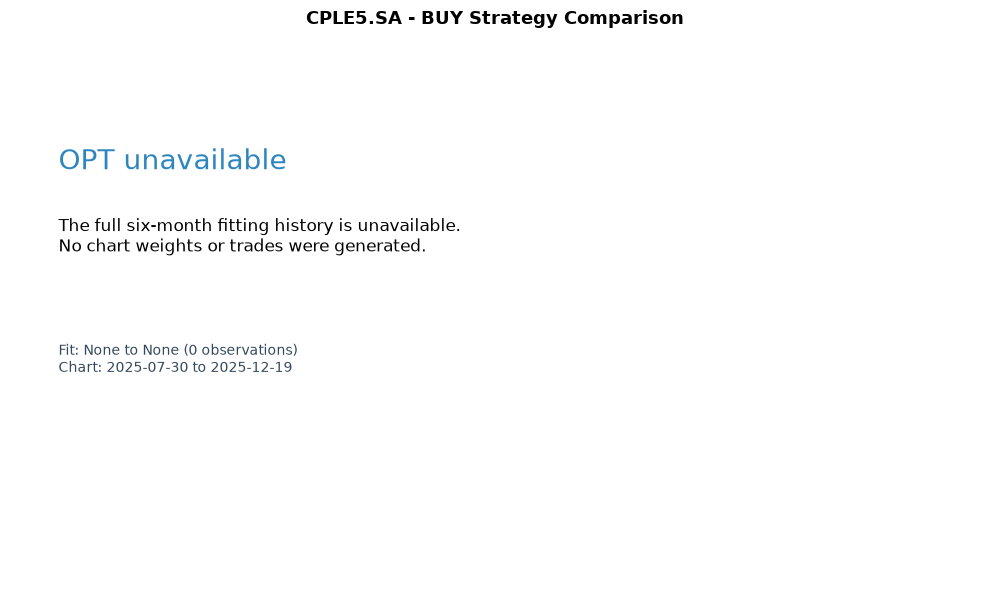 CPLE5.SA - BUY Strategy Comparison
OPT unavailable
The full six-month fitting history is unavailable.
No chart weights or trades were generated.
Fit: None to None (0 observations)
Chart: 2025-07-30 to 2025-12-19